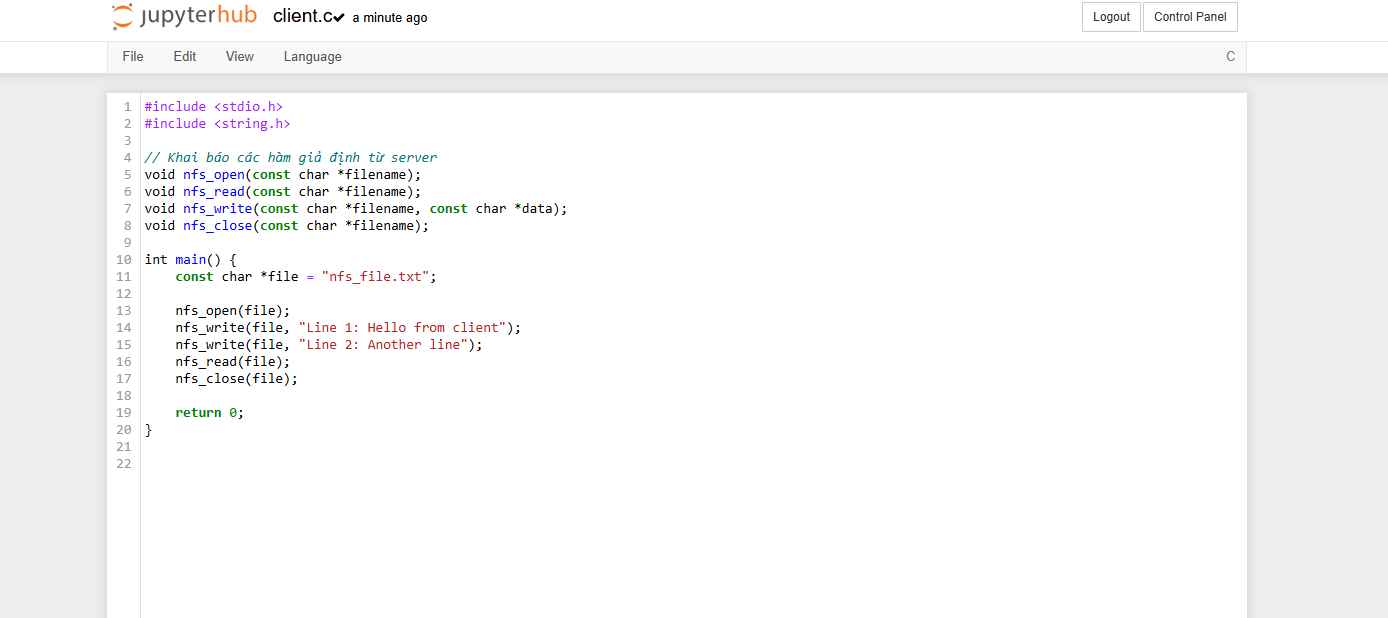 jupyterhub client.c✔ a minute ago Logout Control Panel
File Edit View Language C
1 #include <stdio.h>
2 #include <string.h>
3
4 // Khai báo các hàm giả định từ server
5 void nfs_open(const char *filename);
6 void nfs_read(const char *filename);
7 void nfs_write(const char *filename, const char *data);
8 void nfs_close(const char *filename);
9
10 int main() {
11     const char *file = "nfs_file.txt";
12
13     nfs_open(file);
14     nfs_write(file, "Line 1: Hello from client");
15     nfs_write(file, "Line 2: Another line");
16     nfs_read(file);
17     nfs_close(file);
18
19     return 0;
20 }
21
22